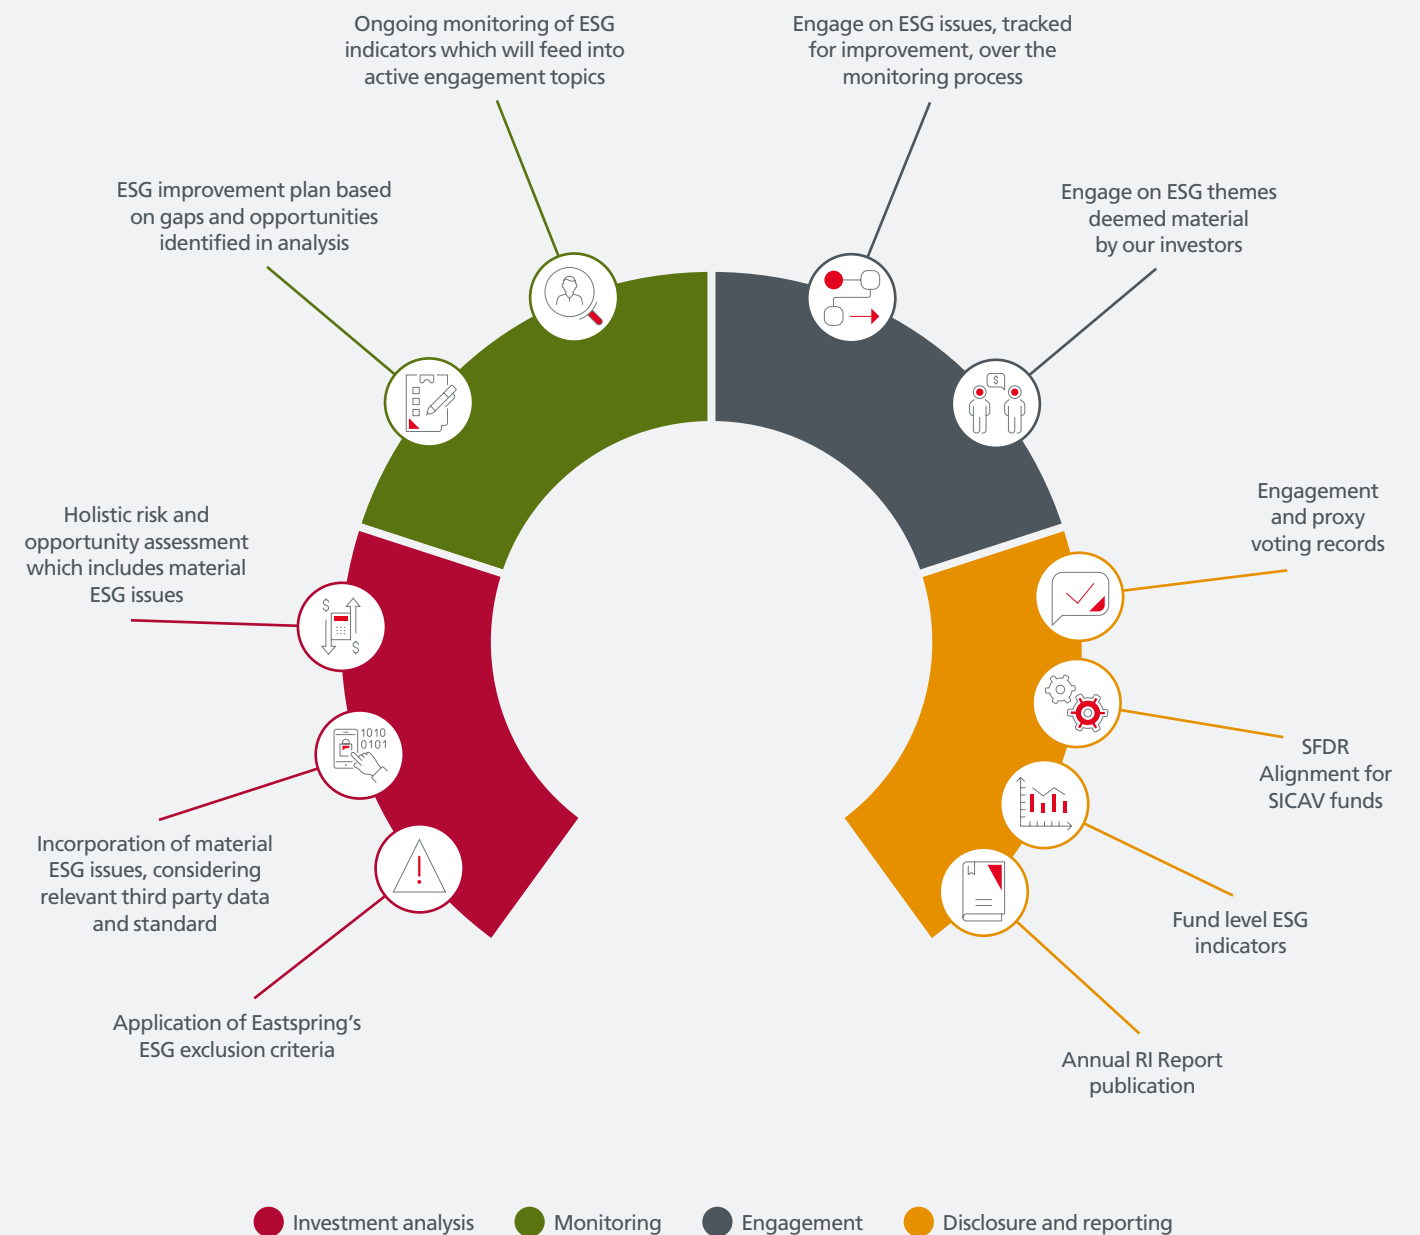 Ongoing monitoring of ESG
indicators which will feed into
active engagement topics
Engage on ESG issues, tracked
for improvement, over the
monitoring process
ESG improvement plan based
on gaps and opportunities
identified in analysis
Engage on ESG themes
deemed material
by our investors
$
Holistic risk and
opportunity assessment
which includes material
ESG issues
Engagement
and proxy
voting records
$
$
1010
0101
SFDR
Alignment for
SICAV funds
Incorporation of material
ESG issues, considering
relevant third party data
and standard
!
Fund level ESG
indicators
Application of Eastspring’s
ESG exclusion criteria
Annual RI Report
publication
Investment analysis
Monitoring
Engagement
Disclosure and reporting